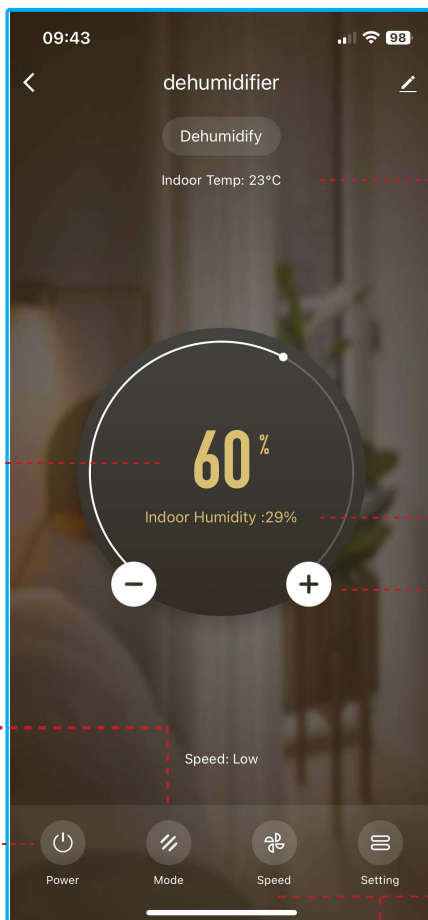 09:43 98
dehumidifier
Dehumidify
Indoor Temp: 23°C
60%
Indoor Humidity :29%
Speed: Low
Power Mode Speed Setting